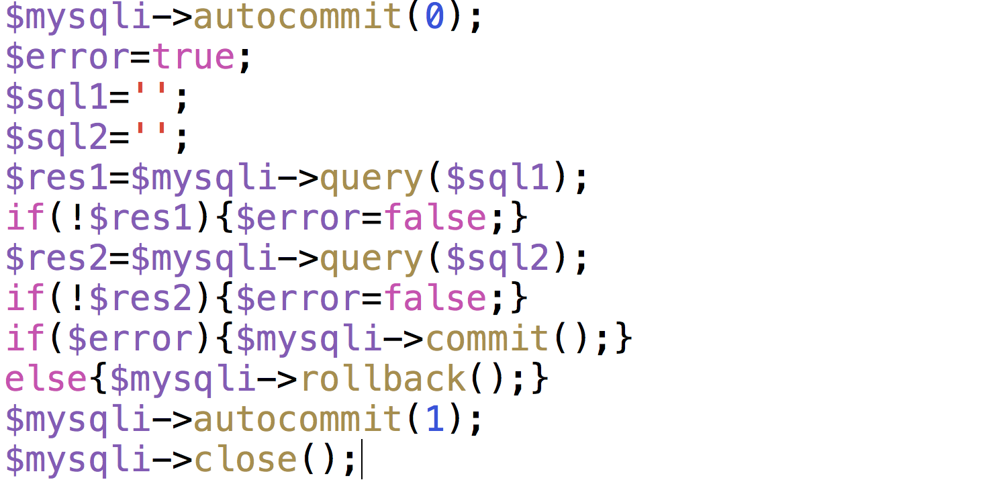 $mysqli->autocommit(0);
$error=true;
$sql1='';
$sql2='';
$res1=$mysqli->query($sql1);
if(!$res1){$error=false;}
$res2=$mysqli->query($sql2);
if(!$res2){$error=false;}
if($error){$mysqli->commit();}
else{$mysqli->rollback();}
$mysqli->autocommit(1);
$mysqli->close();